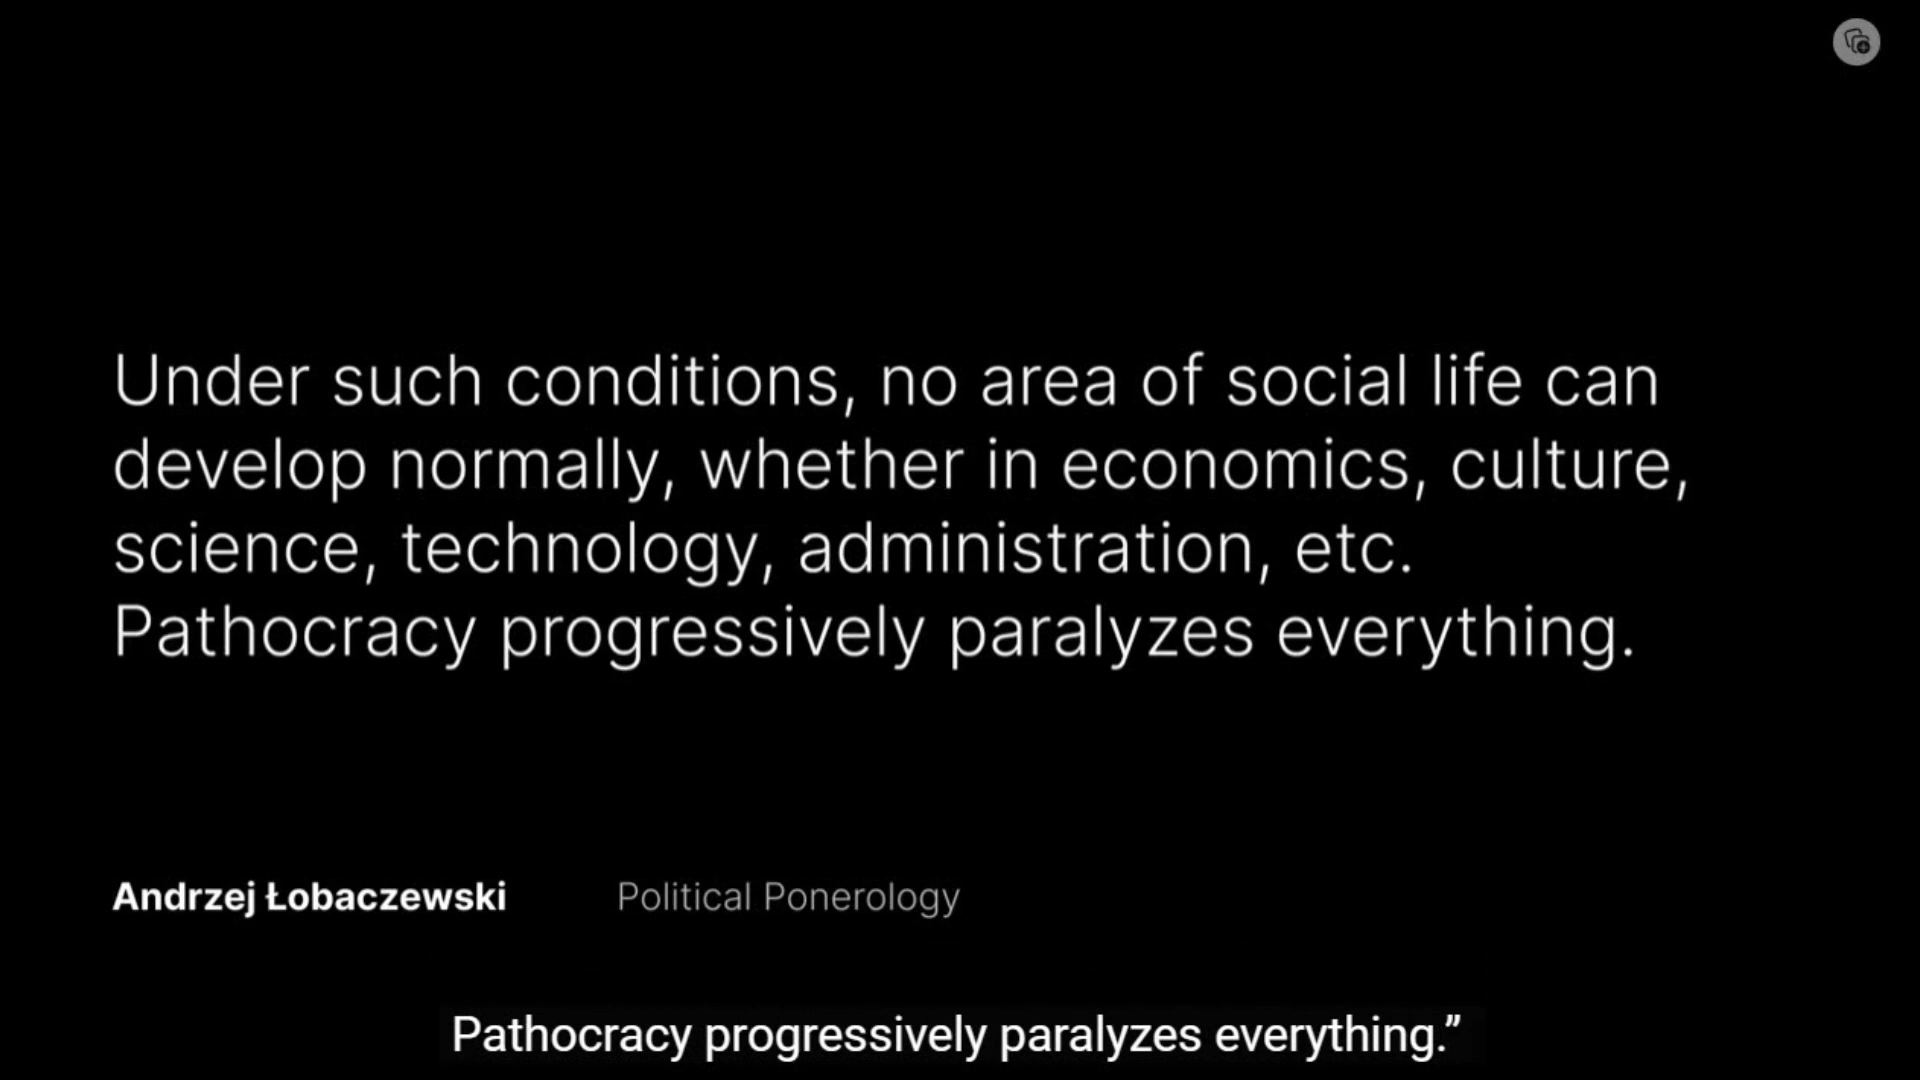 Under such conditions, no area of social life can
develop normally, whether in economics, culture,
science, technology, administration, etc.
Pathocracy progressively paralyzes everything.
Andrzej Łobaczewski Political Ponerology
Pathocracy progressively paralyzes everything.”